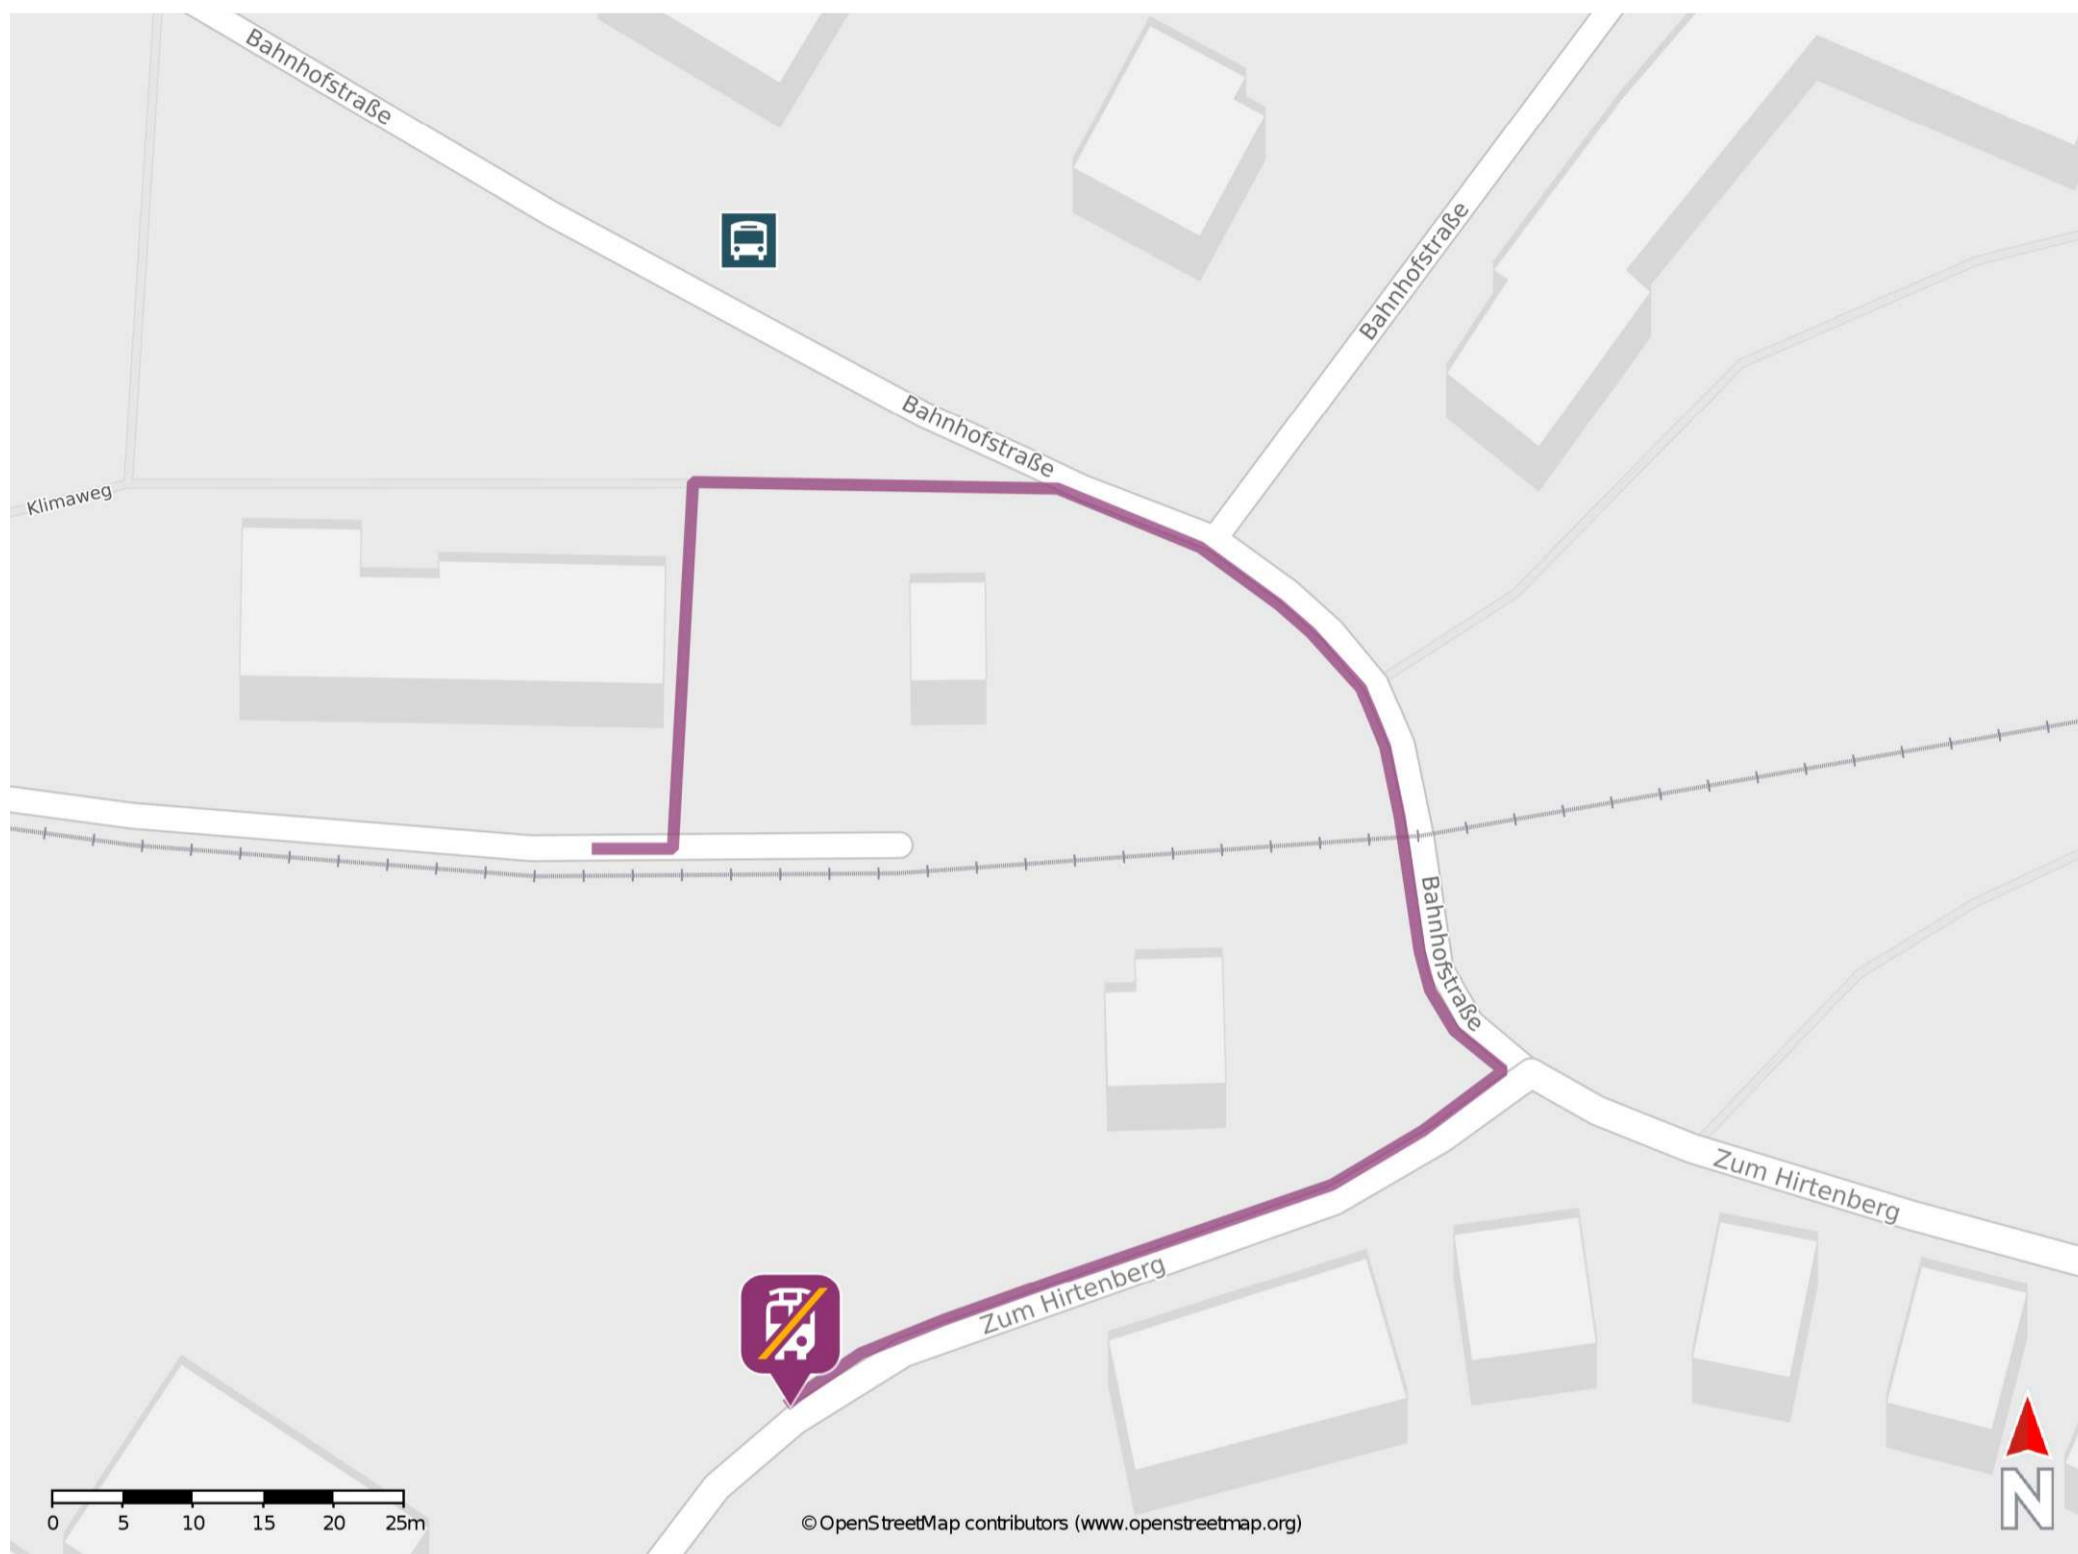 Bahnhofstraße
Bahnhofstraße
Bahnhofstraße
Klimaweg
Bahnhofstraße
Zum Hirtenberg
Zum Hirtenberg
0 5 10 15 20 25m
©OpenStreetMap contributors (www.openstreetmap.org)
N